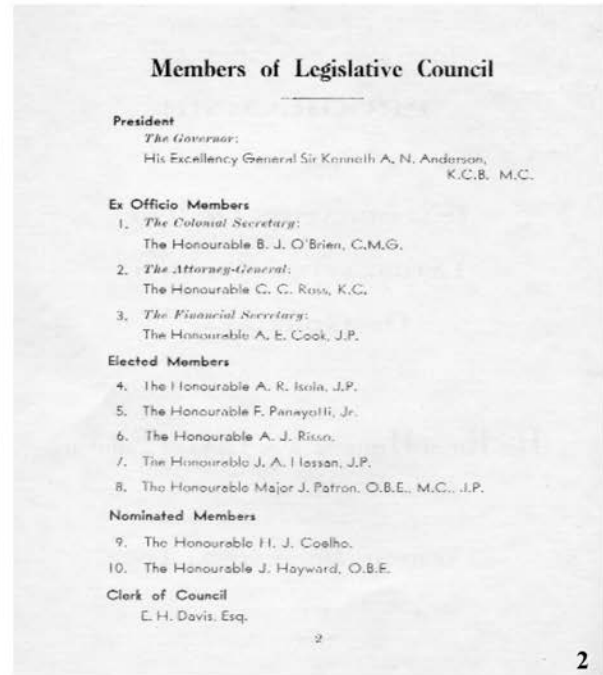 Members of Legislative Council
President
The Governor:
His Excellency General Sir Kenneth A. N. Anderson,
K.C.B. M.C.
Ex Officio Members
1. The Colonial Secretary:
The Honourable B. J. O'Brien, C.M.G.
2. The Attorney-General:
The Honourable C. C. Ross, K.C.
3. The Financial Secretary:
The Honourable A. E. Cook, J.P.
Elected Members
4. The Honourable A. R. Isola, J.P.
5. The Honourable F. Panayotti, Jr.
6. The Honourable A. J. Risso.
7. The Honourable J. A. Hassan, J.P.
8. The Honourable Major J. Patron, O.B.E., M.C., J.P.
Nominated Members
9. The Honourable H. J. Coelho.
10. The Honourable J. Hayward, O.B.E.
Clerk of Council
E. H. Davis, Esq.
2
2